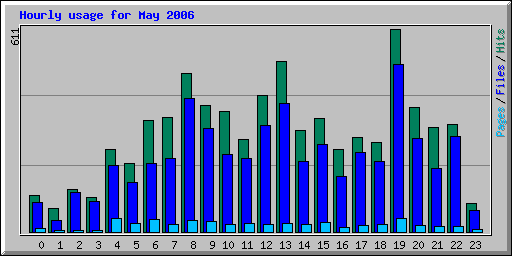 Hourly usage for May 2006
611
Pages/Files/Hits
0 1 2 3 4 5 6 7 8 9 10 11 12 13 14 15 16 17 18 19 20 21 22 23